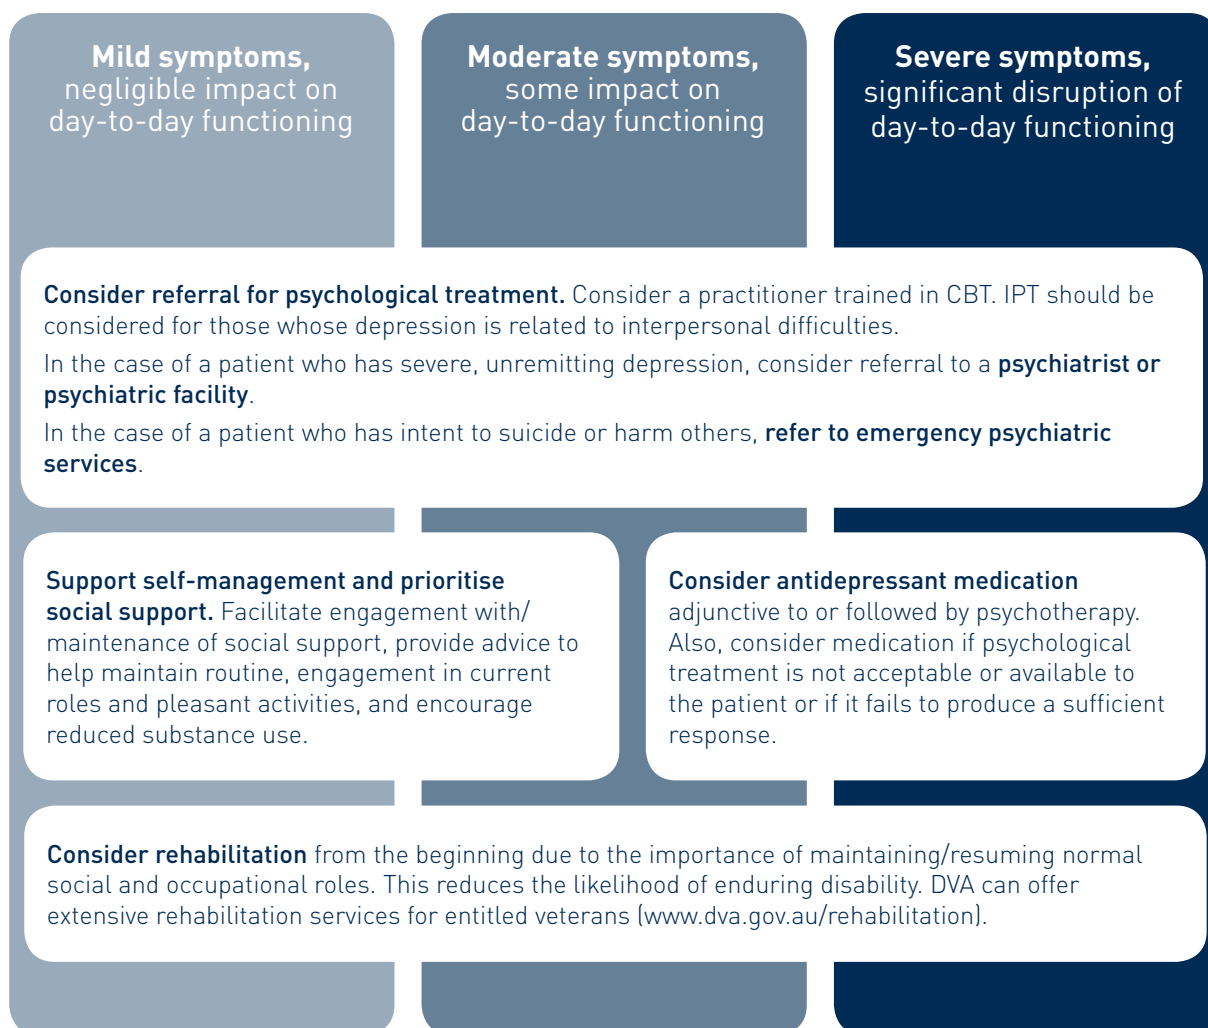 Mild symptoms,
negligible impact on
day-to-day functioning
Moderate symptoms,
some impact on
day-to-day functioning
Severe symptoms,
significant disruption of
day-to-day functioning
Consider referral for psychological treatment. Consider a practitioner trained in CBT. IPT should be
considered for those whose depression is related to interpersonal difficulties.
In the case of a patient who has severe, unremitting depression, consider referral to a psychiatrist or
psychiatric facility.
In the case of a patient who has intent to suicide or harm others, refer to emergency psychiatric
services.
Support self-management and prioritise
social support. Facilitate engagement with/
maintenance of social support, provide advice to
help maintain routine, engagement in current
roles and pleasant activities, and encourage
reduced substance use.
Consider antidepressant medication
adjunctive to or followed by psychotherapy.
Also, consider medication if psychological
treatment is not acceptable or available to
the patient or if it fails to produce a sufficient
response.
Consider rehabilitation from the beginning due to the importance of maintaining/resuming normal
social and occupational roles. This reduces the likelihood of enduring disability. DVA can offer
extensive rehabilitation services for entitled veterans (www.dva.gov.au/rehabilitation).